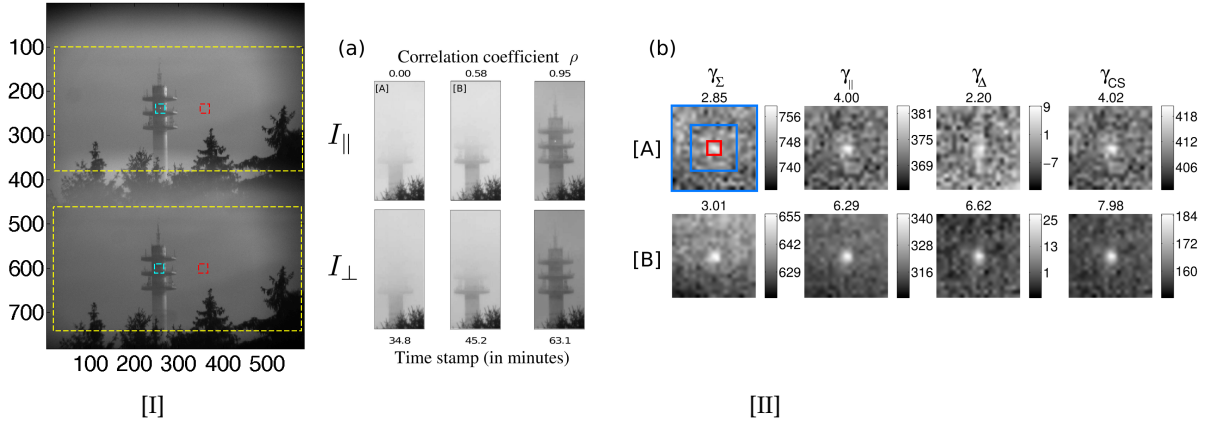 100
200
300
400
500
600
700
100 200 300 400 500
[I]
(a)
Correlation coefficient ρ
0.00 0.58 0.95
[A] [B]
I∥
I⊥
34.8 45.2 63.1
Time stamp (in minutes)
(b)
γΣ γ∥ γΔ γCS
2.85 4.00 2.20 4.02
[A]
756 748 740
381 375 369
9 1 −7
418 412 406
3.01 6.29 6.62 7.98
[B]
655 642 629
340 328 316
25 13 1
184 172 160
[II]